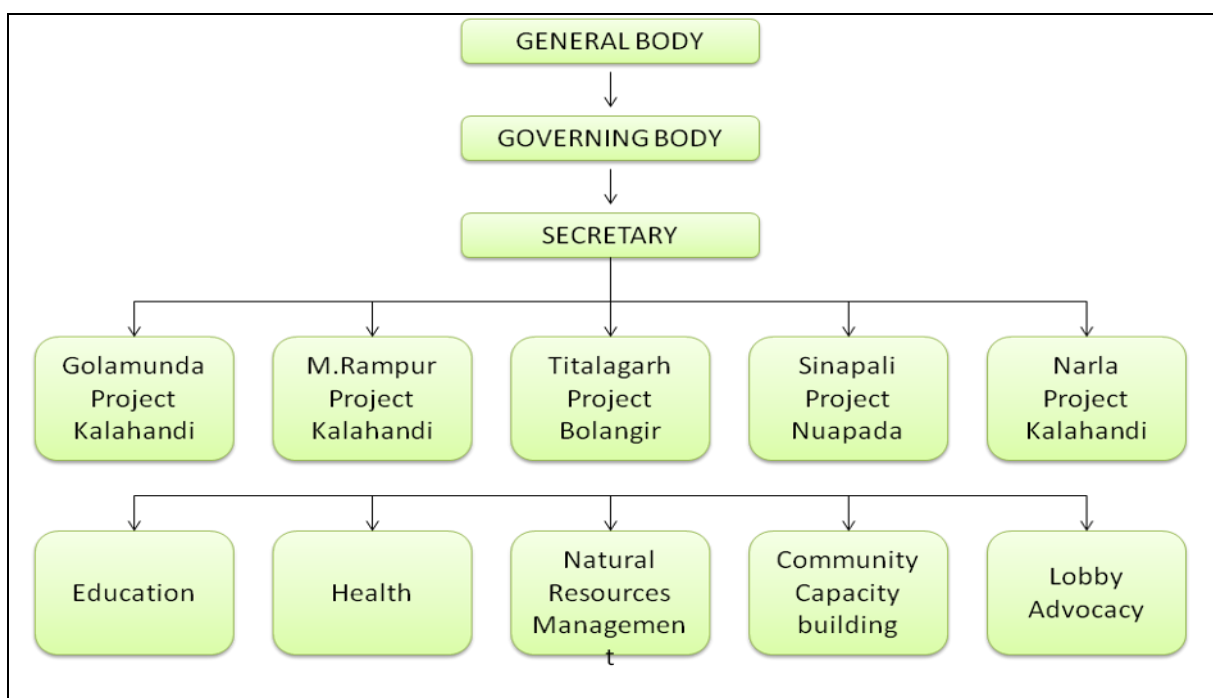 GENERAL BODY
GOVERNING BODY
SECRETARY
Golamunda
Project
Kalahandi
M.Rampur
Project
Kalahandi
Titalagarh
Project
Bolangir
Sinapali
Project
Nuapada
Narla
Project
Kalahandi
Education
Health
Natural
Resources
Managemen
t
Community
Capacity
building
Lobby
Advocacy